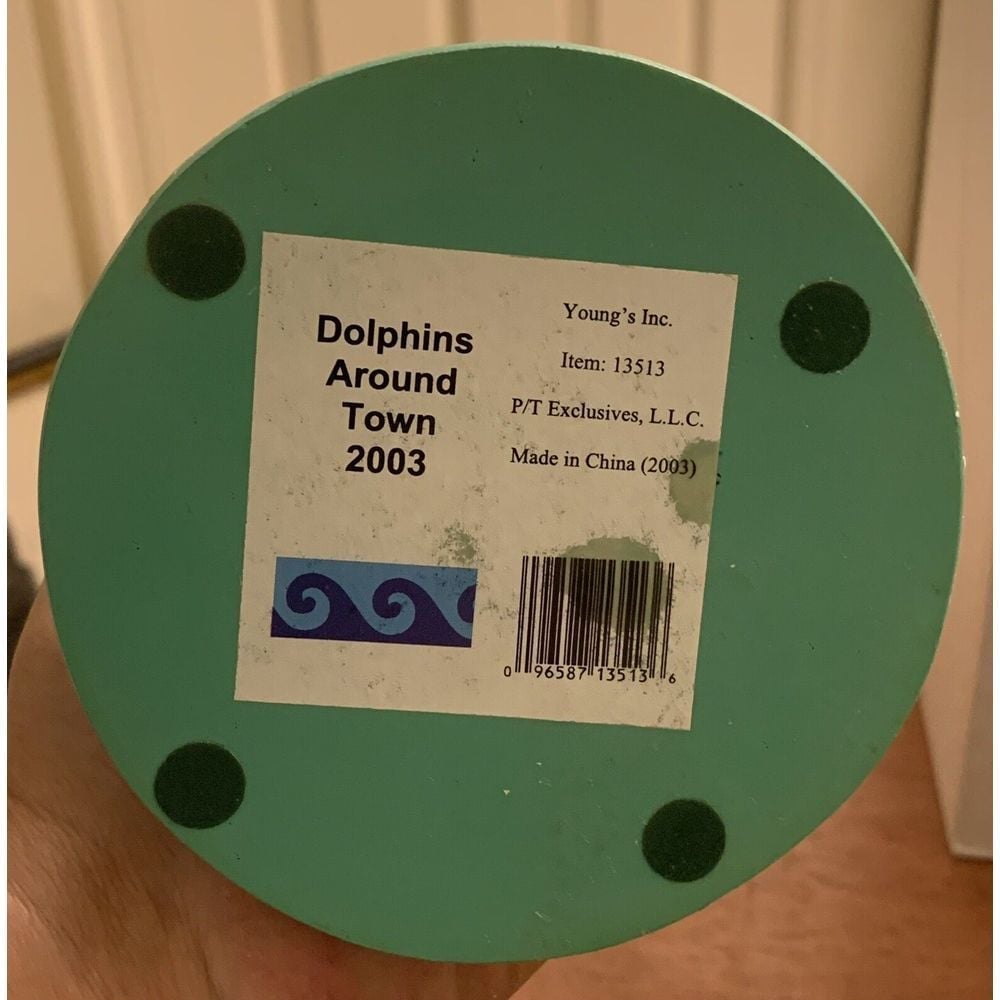 Dolphins
Around
Town
2003
Young's Inc.
Item: 13513
P/T Exclusives, L.L.C.
Made in China (2003)
0 96587 13513 6